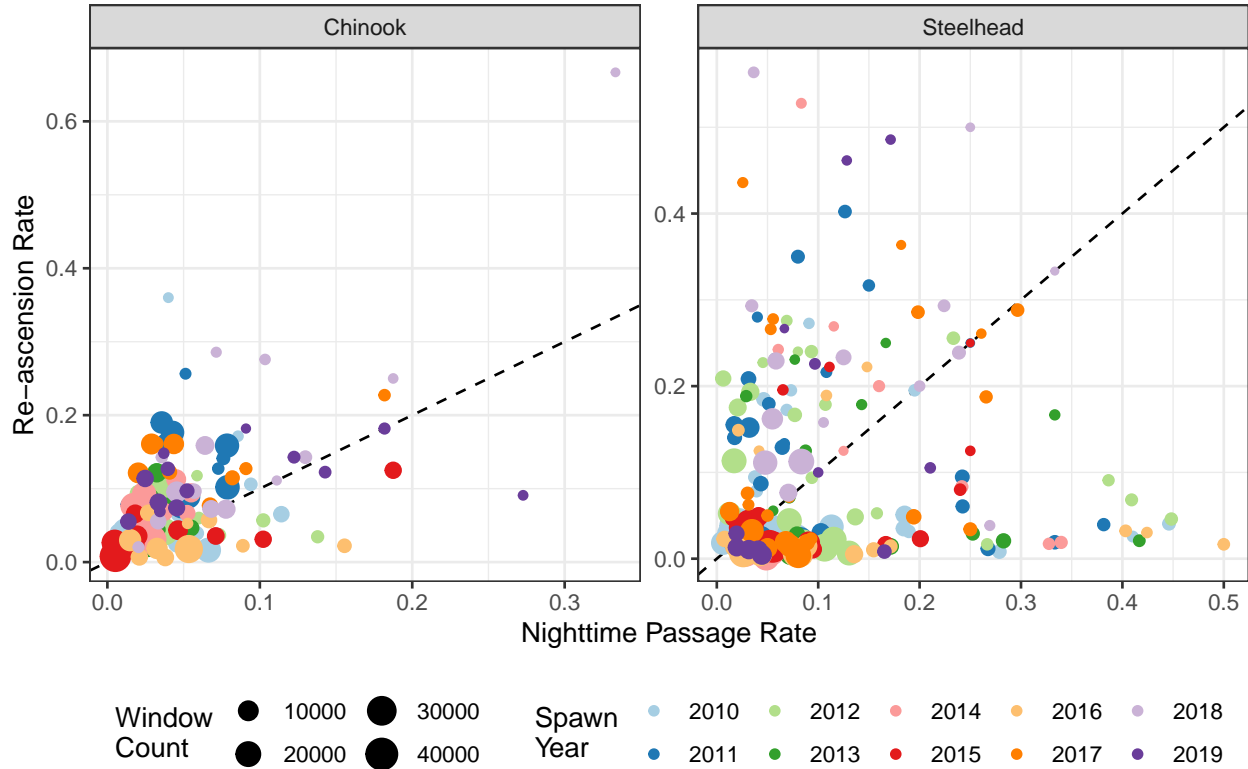 Chinook
Steelhead
Re−ascension Rate
0.6
0.4
0.2
0.0
0.4
0.2
0.0
0.0 0.1 0.2 0.3
0.0 0.1 0.2 0.3 0.4 0.5
Nighttime Passage Rate
Window
Count
10000 30000
20000 40000
Spawn
Year
2010 2012 2014 2016 2018
2011 2013 2015 2017 2019